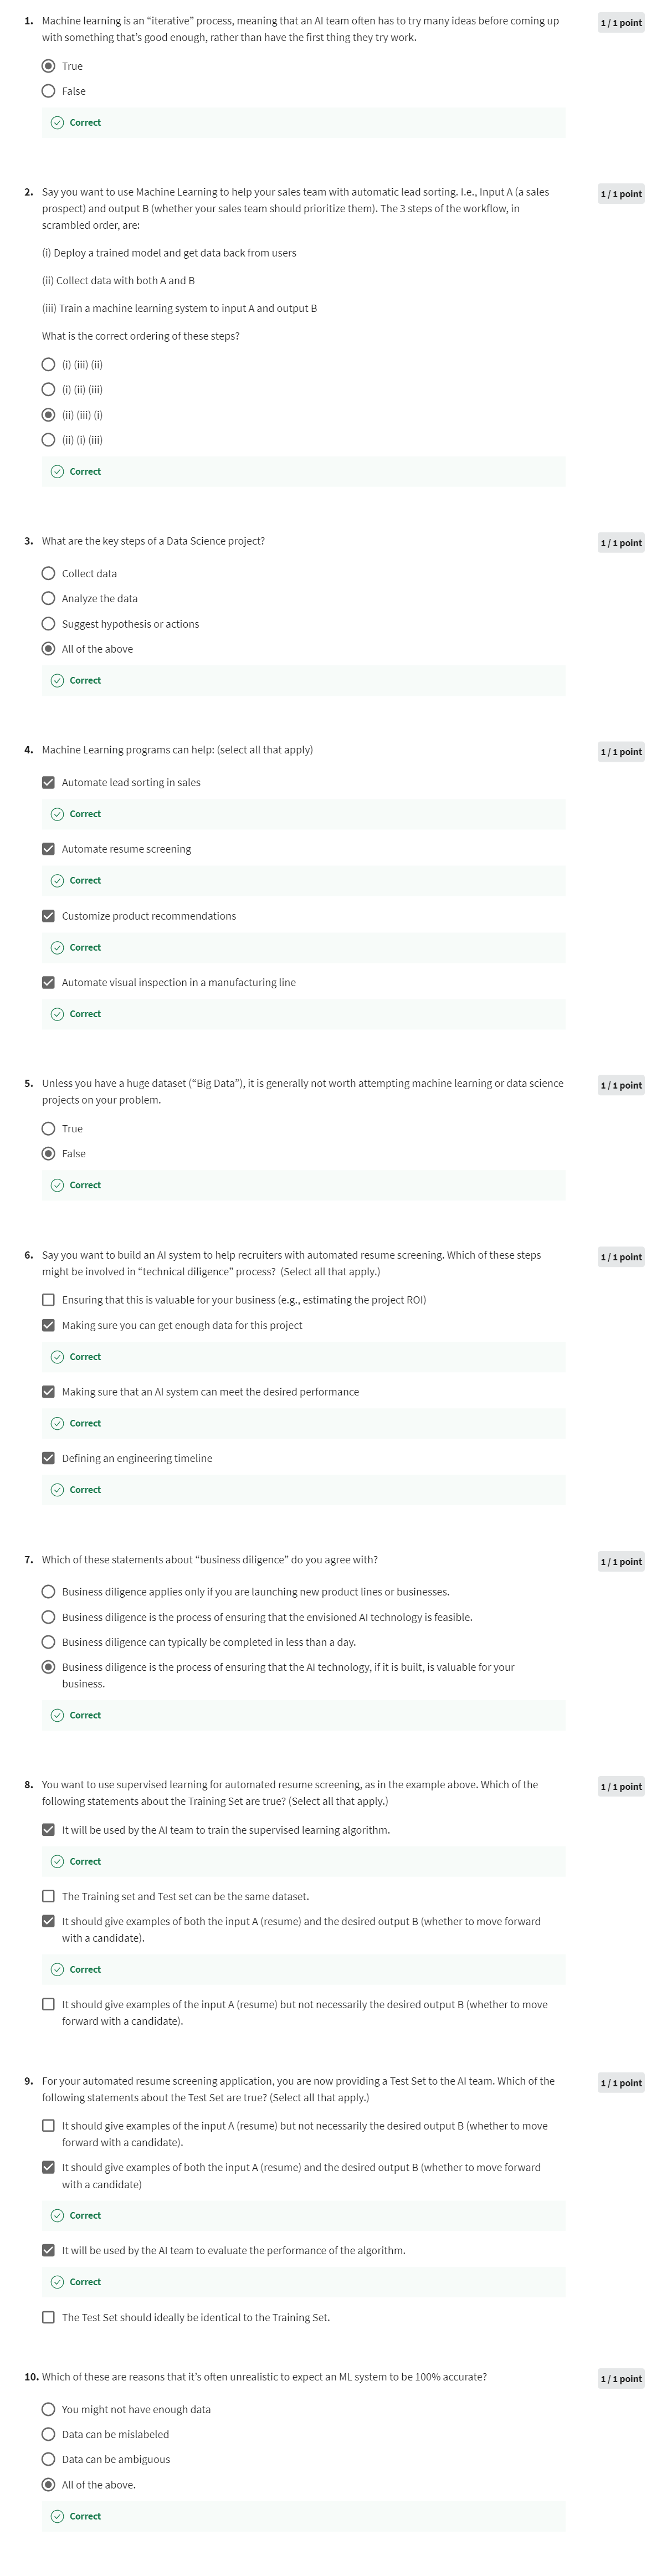 1. Machine learning is an “iterative” process, meaning that an AI team often has to try many ideas before coming up
with something that’s good enough, rather than have the first thing they try work.
1 / 1 point
True
False
Correct
2. Say you want to use Machine Learning to help your sales team with automatic lead sorting. I.e., Input A (a sales
prospect) and output B (whether your sales team should prioritize them). The 3 steps of the workflow, in
scrambled order, are:
1 / 1 point
(i) Deploy a trained model and get data back from users
(ii) Collect data with both A and B
(iii) Train a machine learning system to input A and output B
What is the correct ordering of these steps?
(i) (iii) (ii)
(i) (ii) (iii)
(ii) (iii) (i)
(ii) (i) (iii)
Correct
3. What are the key steps of a Data Science project?
1 / 1 point
Collect data
Analyze the data
Suggest hypothesis or actions
All of the above
Correct
4. Machine Learning programs can help: (select all that apply)
1 / 1 point
Automate lead sorting in sales
Correct
Automate resume screening
Correct
Customize product recommendations
Correct
Automate visual inspection in a manufacturing line
Correct
5. Unless you have a huge dataset (“Big Data”), it is generally not worth attempting machine learning or data science
projects on your problem.
1 / 1 point
True
False
Correct
6. Say you want to build an AI system to help recruiters with automated resume screening. Which of these steps
might be involved in “technical diligence” process? (Select all that apply.)
1 / 1 point
Ensuring that this is valuable for your business (e.g., estimating the project ROI)
Making sure you can get enough data for this project
Correct
Making sure that an AI system can meet the desired performance
Correct
Defining an engineering timeline
Correct
7. Which of these statements about “business diligence” do you agree with?
1 / 1 point
Business diligence applies only if you are launching new product lines or businesses.
Business diligence is the process of ensuring that the envisioned AI technology is feasible.
Business diligence can typically be completed in less than a day.
Business diligence is the process of ensuring that the AI technology, if it is built, is valuable for your
business.
Correct
8. You want to use supervised learning for automated resume screening, as in the example above. Which of the
following statements about the Training Set are true? (Select all that apply.)
1 / 1 point
It will be used by the AI team to train the supervised learning algorithm.
Correct
The Training set and Test set can be the same dataset.
It should give examples of both the input A (resume) and the desired output B (whether to move forward
with a candidate).
Correct
It should give examples of the input A (resume) but not necessarily the desired output B (whether to move
forward with a candidate).
9. For your automated resume screening application, you are now providing a Test Set to the AI team. Which of the
following statements about the Test Set are true? (Select all that apply.)
1 / 1 point
It should give examples of the input A (resume) but not necessarily the desired output B (whether to move
forward with a candidate).
It should give examples of both the input A (resume) and the desired output B (whether to move forward
with a candidate)
Correct
It will be used by the AI team to evaluate the performance of the algorithm.
Correct
The Test Set should ideally be identical to the Training Set.
10. Which of these are reasons that it’s often unrealistic to expect an ML system to be 100% accurate?
1 / 1 point
You might not have enough data
Data can be mislabeled
Data can be ambiguous
All of the above.
Correct